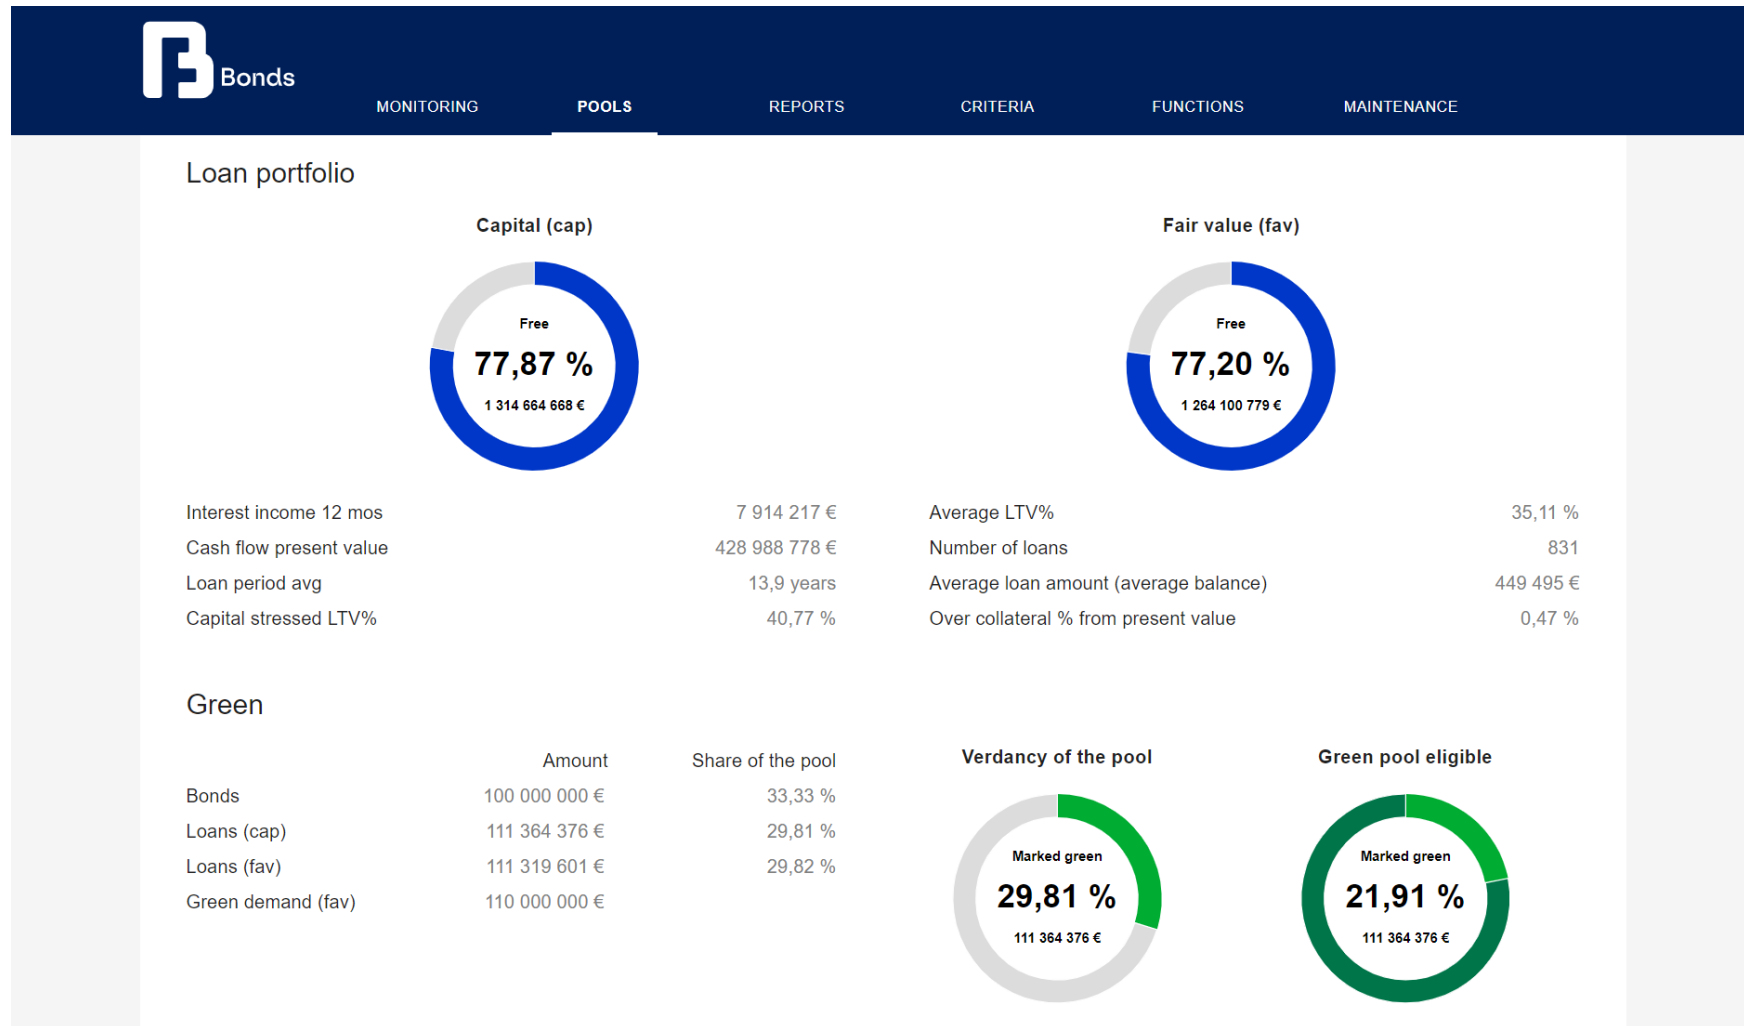 Bonds
MONITORING POOLS REPORTS CRITERIA FUNCTIONS MAINTENANCE
Loan portfolio
Capital (cap)
Free
77,87 %
1 314 664 668 €
Fair value (fav)
Free
77,20 %
1 264 100 779 €
Interest income 12 mos 7 914 217 €
Cash flow present value 428 988 778 €
Loan period avg 13,9 years
Capital stressed LTV% 40,77 %
Average LTV% 35,11 %
Number of loans 831
Average loan amount (average balance) 449 495 €
Over collateral % from present value 0,47 %
Green
Amount Share of the pool
Bonds 100 000 000 € 33,33 %
Loans (cap) 111 364 376 € 29,81 %
Loans (fav) 111 319 601 € 29,82 %
Green demand (fav) 110 000 000 €
Verdancy of the pool
Marked green
29,81 %
111 364 376 €
Green pool eligible
Marked green
21,91 %
111 364 376 €